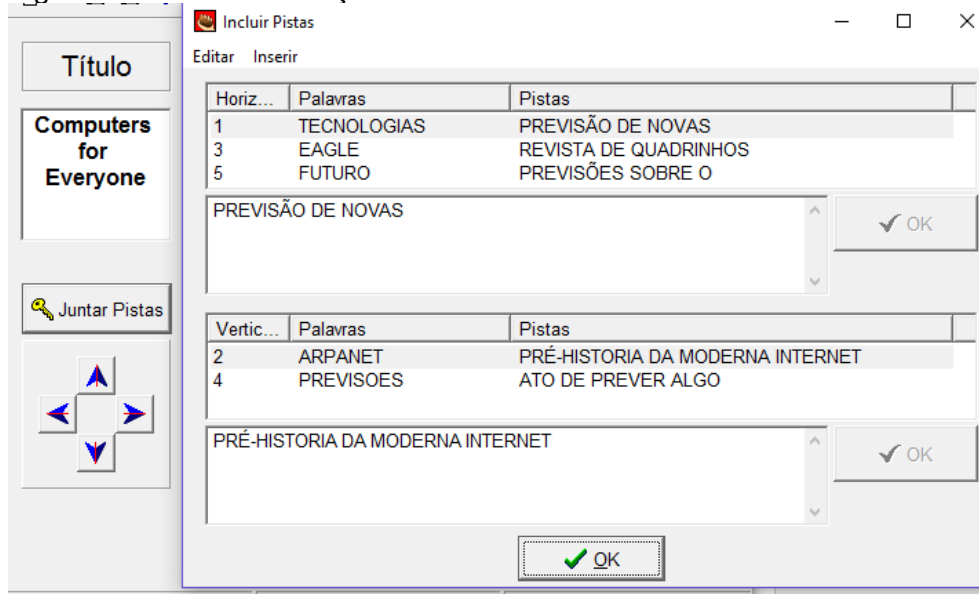 Incluir Pistas
Editar Inserir
Título
Computers
for
Everyone
Juntar Pistas
Horiz... Palavras Pistas
1 TECNOLOGIAS PREVISÃO DE NOVAS
3 EAGLE REVISTA DE QUADRINHOS
5 FUTURO PREVISÕES SOBRE O
PREVISÃO DE NOVAS
OK
Vertic... Palavras Pistas
2 ARPANET PRÉ-HISTORIA DA MODERNA INTERNET
4 PREVISOES ATO DE PREVER ALGO
PRÉ-HISTORIA DA MODERNA INTERNET
OK
OK